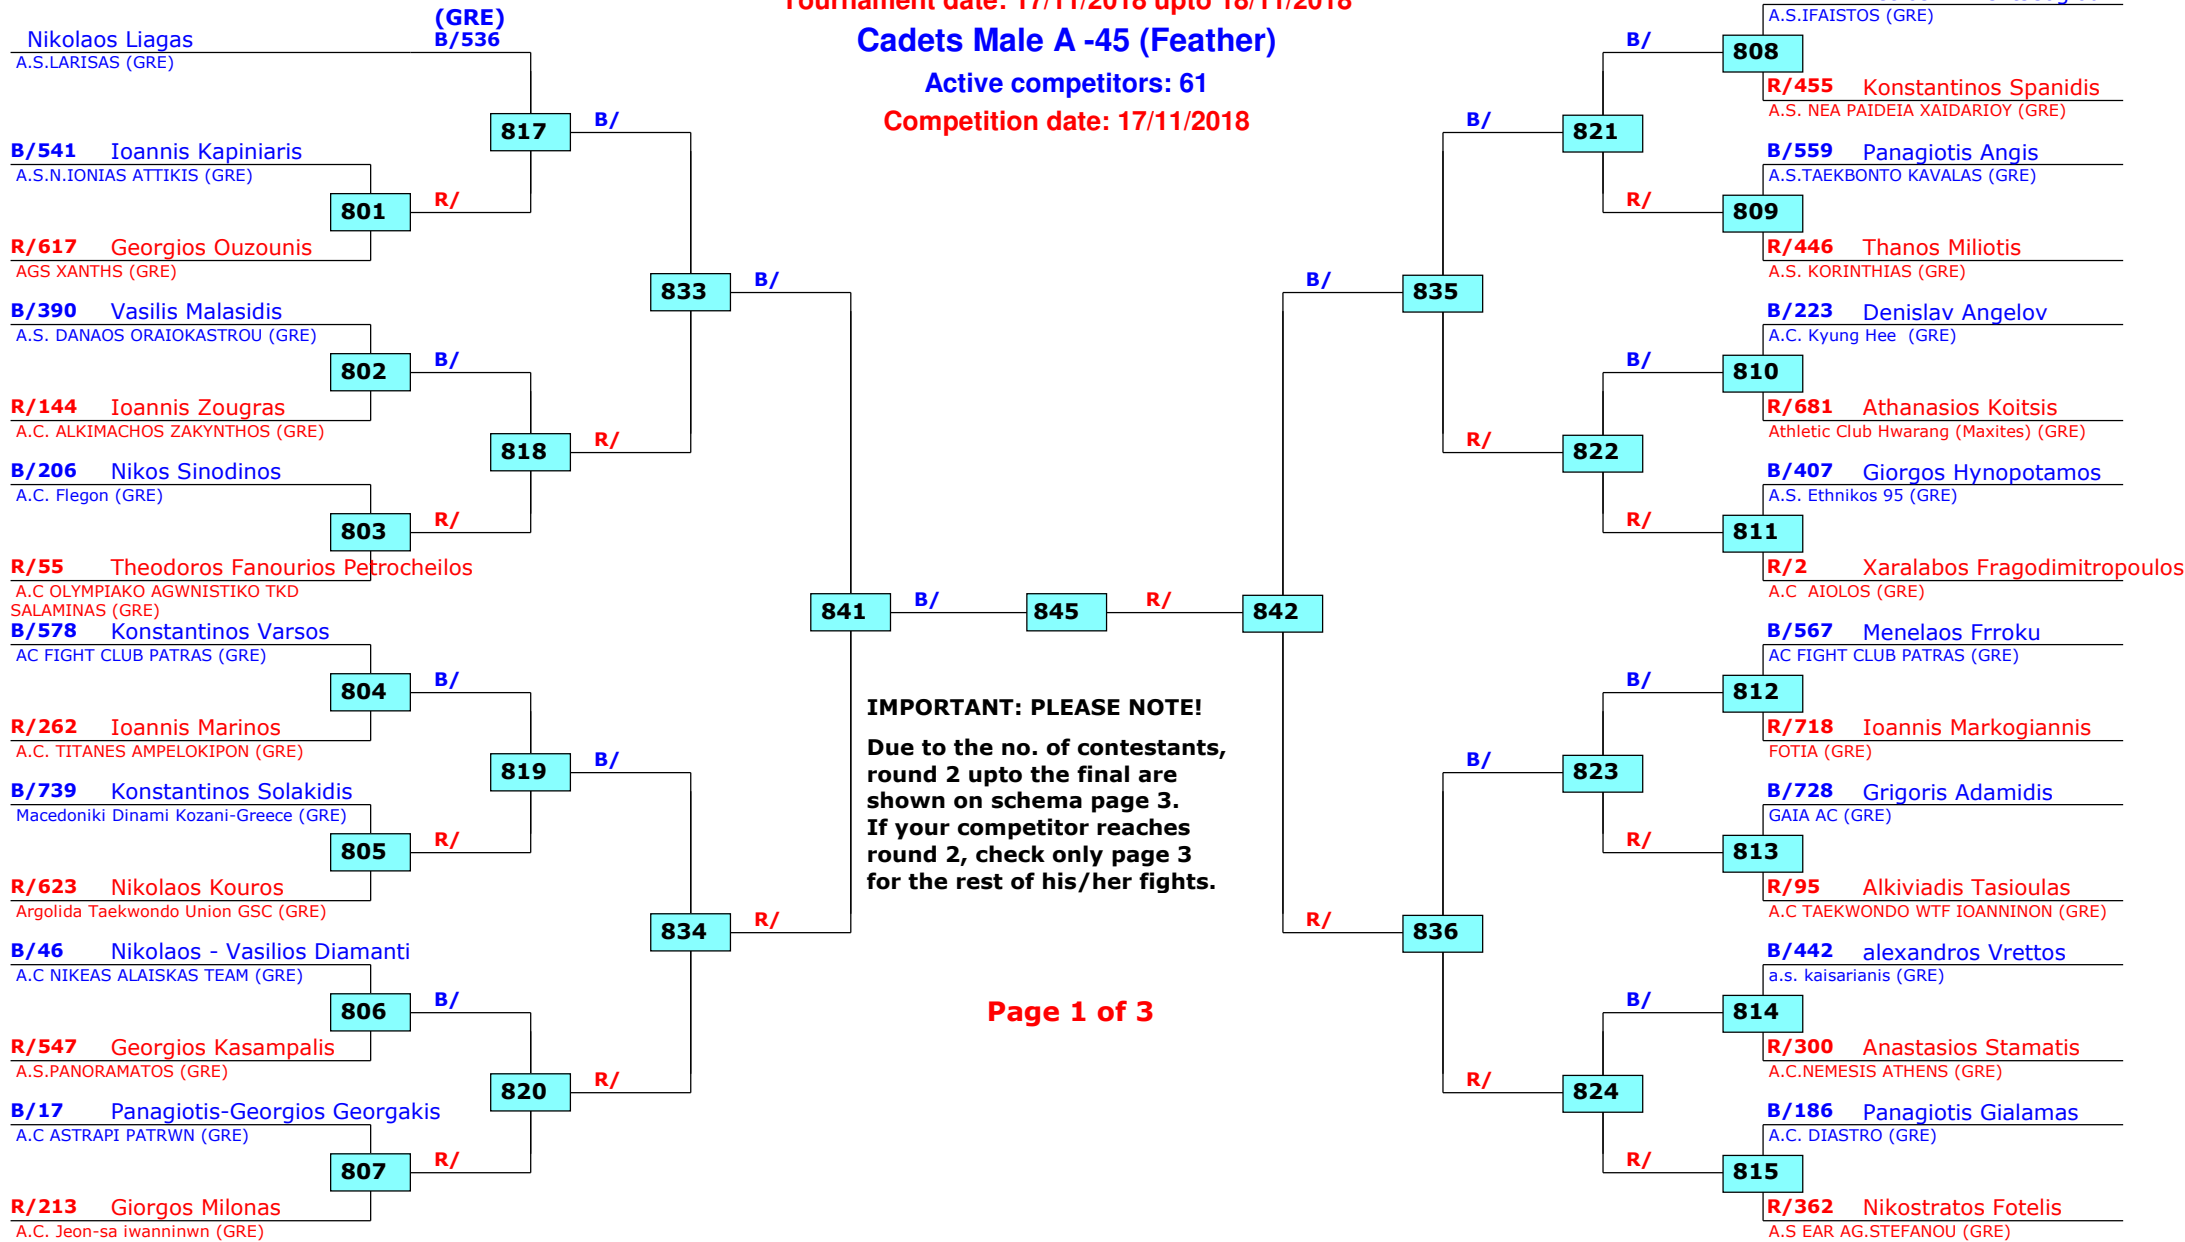 Tournament date: 17/11/2018 upto 18/11/2018
Cadets Male A -45 (Feather)
Active competitors: 61
Competition date: 17/11/2018
(GRE)
Nikolaos Liagas B/536
A.S.LARISAS (GRE)
817
B/
B/541 Ioannis Kapiniaris
A.S.N.IONIAS ATTIKIS (GRE)
801
R/
R/617 Georgios Ouzounis
AGS XANTHS (GRE)
833
B/
B/390 Vasilis Malasidis
A.S. DANAOS ORAIOKASTROU (GRE)
802
B/
R/144 Ioannis Zougras
A.C. ALKIMACHOS ZAKYNTHOS (GRE)
818
R/
B/206 Nikos Sinodinos
A.C. Flegon (GRE)
803
R/
R/55 Theodoros Fanourios Petrocheilos
A.C OLYMPIAKO AGWNISTIKO TKD
SALAMINAS (GRE)
841
B/
845
R/
842
B/578 Konstantinos Varsos
AC FIGHT CLUB PATRAS (GRE)
804
B/
R/262 Ioannis Marinos
A.C. TITANES AMPELOKIPON (GRE)
819
B/
B/739 Konstantinos Solakidis
Macedoniki Dinami Kozani-Greece (GRE)
805
R/
R/623 Nikolaos Kouros
Argolida Taekwondo Union GSC (GRE)
834
R/
B/46 Nikolaos - Vasilios Diamanti
A.C NIKEAS ALAISKAS TEAM (GRE)
806
B/
R/547 Georgios Kasampalis
A.S.PANORAMATOS (GRE)
820
R/
B/17 Panagiotis-Georgios Georgakis
A.C ASTRAPI PATRWN (GRE)
807
R/
R/213 Giorgos Milonas
A.C. Jeon-sa iwanninwn (GRE)
IMPORTANT: PLEASE NOTE!
Due to the no. of contestants,
round 2 upto the final are
shown on schema page 3.
If your competitor reaches
round 2, check only page 3
for the rest of his/her fights.
Page 1 of 3
A.S.IFAISTOS (GRE)
B/
808
R/455 Konstantinos Spanidis
A.S. NEA PAIDEIA XAIDARIOY (GRE)
B/
821
B/559 Panagiotis Angis
A.S.TAEKBONTO KAVALAS (GRE)
R/
809
R/446 Thanos Miliotis
A.S. KORINTHIAS (GRE)
B/
835
B/223 Denislav Angelov
A.C. Kyung Hee (GRE)
B/
810
R/681 Athanasios Koitsis
Athletic Club Hwarang (Maxites) (GRE)
R/
822
B/407 Giorgos Hynopotamos
A.S. Ethnikos 95 (GRE)
R/
811
R/2 Xaralabos Fragodimitropoulos
A.C AIOLOS (GRE)
B/567 Menelaos Frroku
AC FIGHT CLUB PATRAS (GRE)
B/
812
R/718 Ioannis Markogiannis
FOTIA (GRE)
B/
823
B/728 Grigoris Adamidis
GAIA AC (GRE)
R/
813
R/95 Alkiviadis Tasioulas
A.C TAEKWONDO WTF IOANNINON (GRE)
R/
836
B/442 alexandros Vrettos
a.s. kaisarianis (GRE)
B/
814
R/300 Anastasios Stamatis
A.C.NEMESIS ATHENS (GRE)
R/
824
B/186 Panagiotis Gialamas
A.C. DIASTRO (GRE)
R/
815
R/362 Nikostratos Fotelis
A.S EAR AG.STEFANOU (GRE)